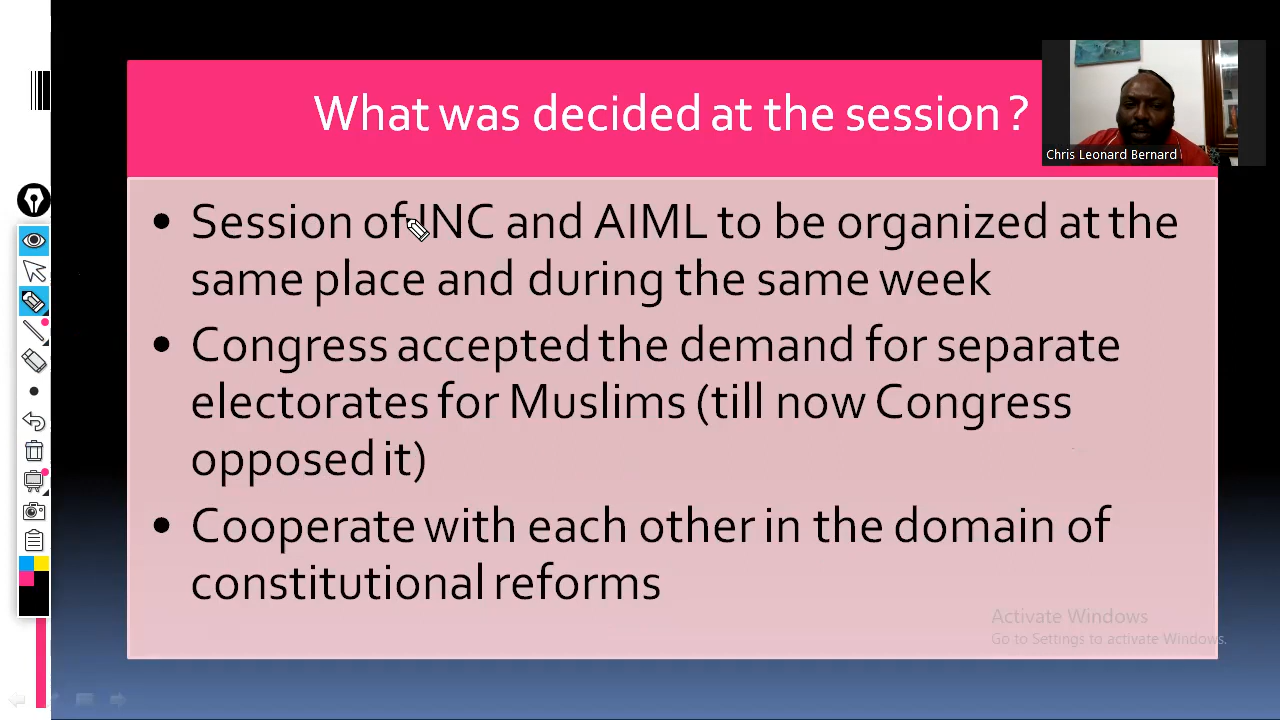 What was decided at the session ?
Chris Leonard Bernard
• Session of INC and AIML to be organized at the
same place and during the same week
• Congress accepted the demand for separate
electorates for Muslims (till now Congress
opposed it)
• Cooperate with each other in the domain of
constitutional reforms
Activate Windows
Go to Settings to activate Windows.